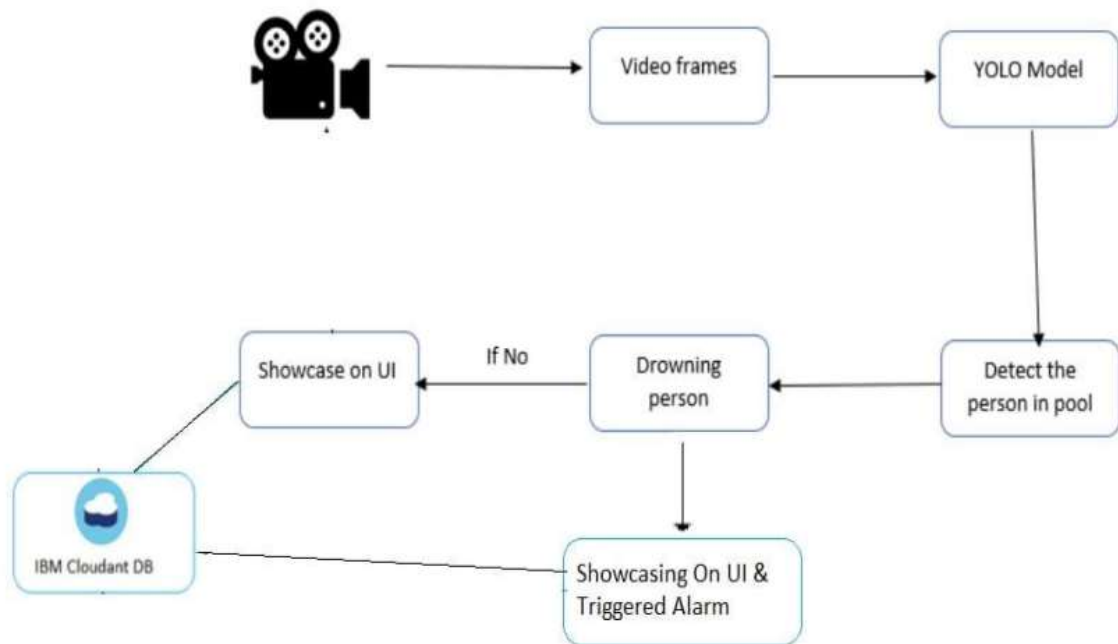 Video frames
YOLO Model
Showcase on UI
If No
Drowning
person
Detect the
person in pool
IBM Cloudant DB
Showcasing On UI &
Triggered Alarm